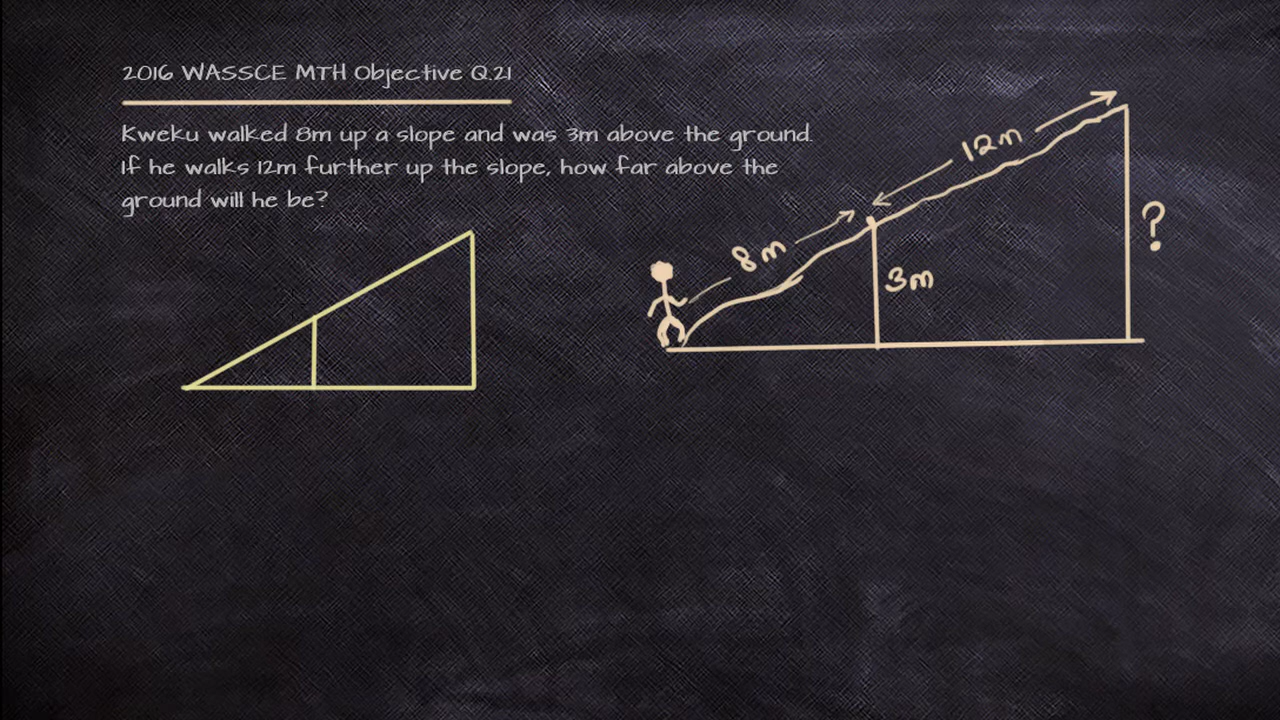 2016 WASSCE MTH Objective Q.21
Kweku walked 8m up a slope and was 3m above the ground.
If he walks 12m further up the slope, how far above the
ground will he be?
12m
8m
3m
?